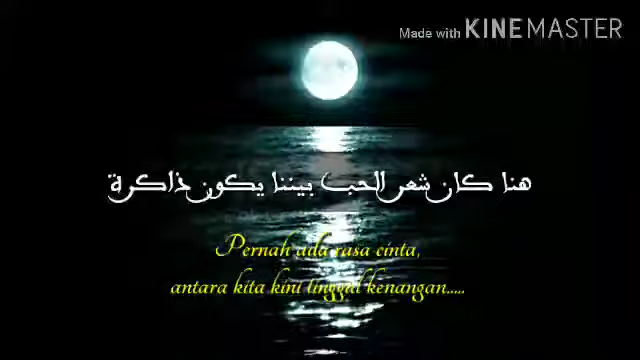 Made with KINEMASTER
هنا كان شعر الحب بيننا يكون ذاكرة
Pernah ada rasa cinta,
antara kita kini tinggal kenangan.....